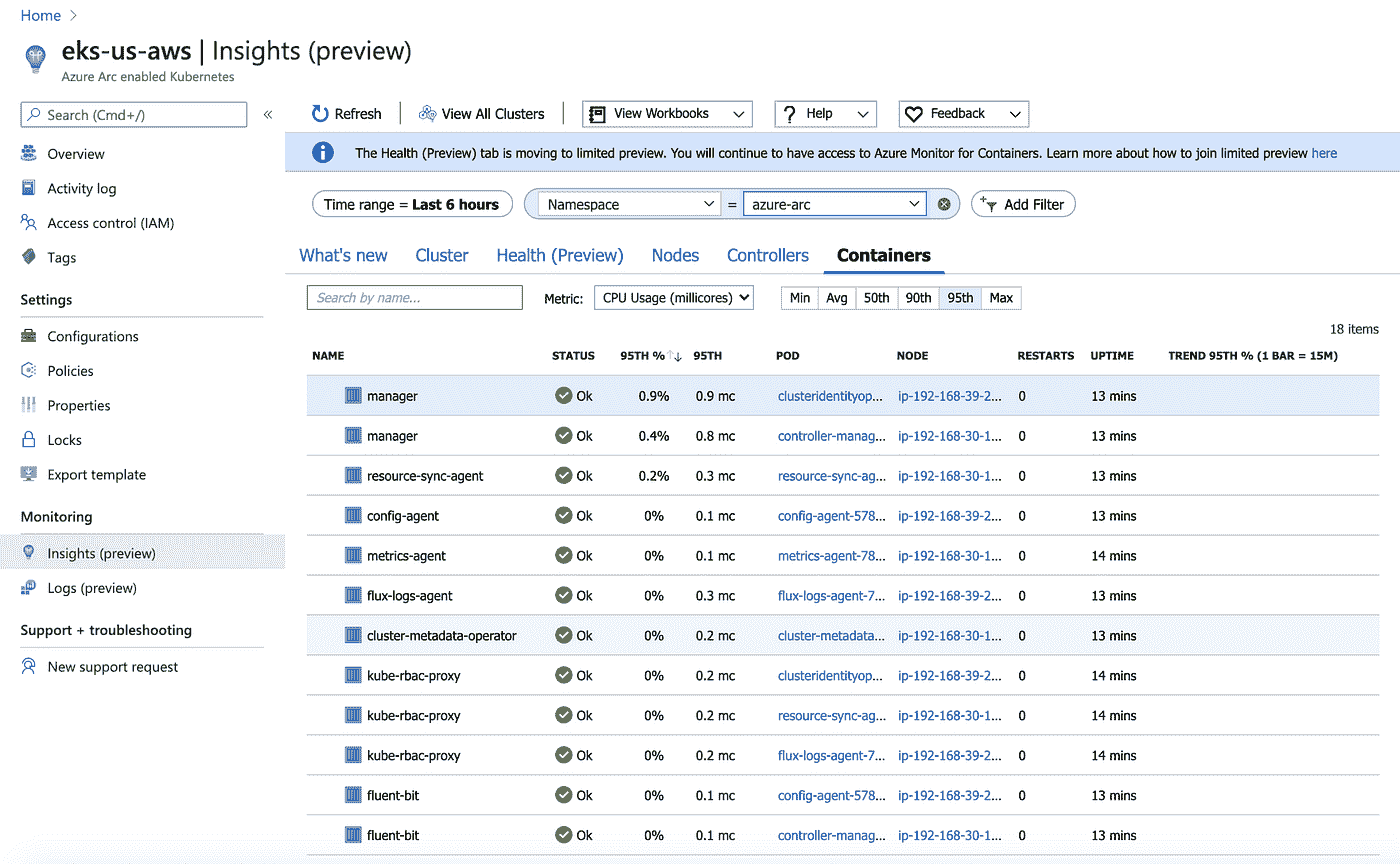 Home >
eks-us-aws | Insights (preview)
Azure Arc enabled Kubernetes
Search (Cmd+/)
«
Overview
Activity log
Access control (IAM)
Tags
Settings
Configurations
Policies
Properties
Locks
Export template
Monitoring
Insights (preview)
Logs (preview)
Support + troubleshooting
New support request
Refresh View All Clusters View Workbooks ? Help Feedback
The Health (Preview) tab is moving to limited preview. You will continue to have access to Azure Monitor for Containers. Learn more about how to join limited preview here
Time range = Last 6 hours Namespace = azure-arc Add Filter
What's new Cluster Health (Preview) Nodes Controllers Containers
Search by name... Metric: CPU Usage (millicores) Min Avg 50th 90th 95th Max
18 items
NAME STATUS 95TH %↑↓ 95TH POD NODE RESTARTS UPTIME TREND 95TH % (1 BAR = 15M)
manager Ok 0.9% 0.9 mc clusteridentityop... ip-192-168-39-2... 0 13 mins
manager Ok 0.4% 0.8 mc controller-manag... ip-192-168-30-1... 0 13 mins
resource-sync-agent Ok 0.2% 0.3 mc resource-sync-ag... ip-192-168-30-1... 0 13 mins
config-agent Ok 0% 0.1 mc config-agent-578... ip-192-168-39-2... 0 13 mins
metrics-agent Ok 0% 0.1 mc metrics-agent-78... ip-192-168-30-1... 0 14 mins
flux-logs-agent Ok 0% 0.3 mc flux-logs-agent-7... ip-192-168-39-2... 0 13 mins
cluster-metadata-operator Ok 0% 0.2 mc cluster-metadata... ip-192-168-39-2... 0 13 mins
kube-rbac-proxy Ok 0% 0.2 mc clusteridentityop... ip-192-168-39-2... 0 14 mins
kube-rbac-proxy Ok 0% 0.2 mc resource-sync-ag... ip-192-168-30-1... 0 14 mins
kube-rbac-proxy Ok 0% 0.2 mc flux-logs-agent-7... ip-192-168-39-2... 0 14 mins
fluent-bit Ok 0% 0.1 mc config-agent-578... ip-192-168-39-2... 0 13 mins
fluent-bit Ok 0% 0.1 mc controller-manag... ip-192-168-30-1... 0 13 mins